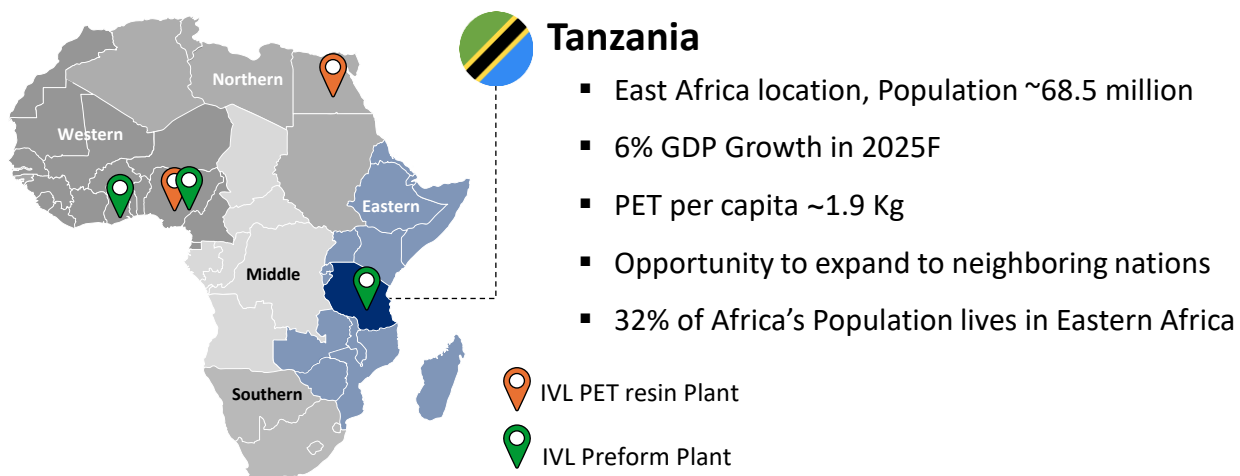 Tanzania
▪ East Africa location, Population ~68.5 million
▪ 6% GDP Growth in 2025F
▪ PET per capita ~1.9 Kg
▪ Opportunity to expand to neighboring nations
▪ 32% of Africa’s Population lives in Eastern Africa
Northern
Western
Eastern
Middle
Southern
IVL PET resin Plant
IVL Preform Plant